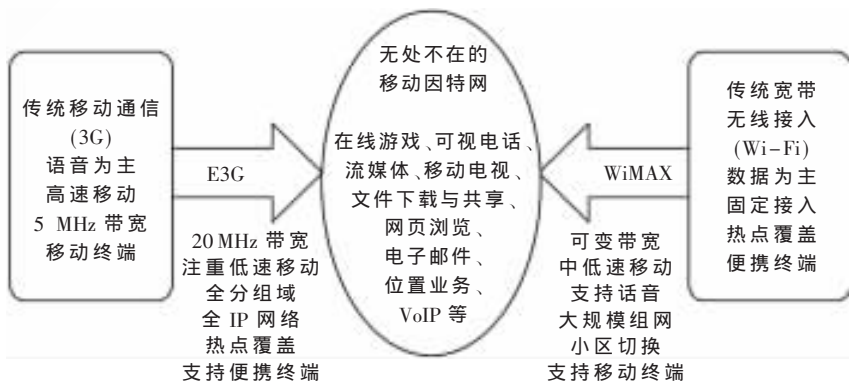 传统移动通信
(3G)
语音为主
高速移动
5 MHz 带宽
移动终端
E3G
20 MHz 带宽
注重低速移动
全分组域
全 IP 网络
热点覆盖
支持便携终端
无处不在的
移动因特网
在线游戏、可视电话、
流媒体、移动电视、
文件下载与共享、
网页浏览、
电子邮件、
位置业务、
VoIP 等
WiMAX
可变带宽
中低速移动
支持话音
大规模组网
小区切换
支持移动终端
传统宽带
无线接入
(Wi-Fi)
数据为主
固定接入
热点覆盖
便携终端